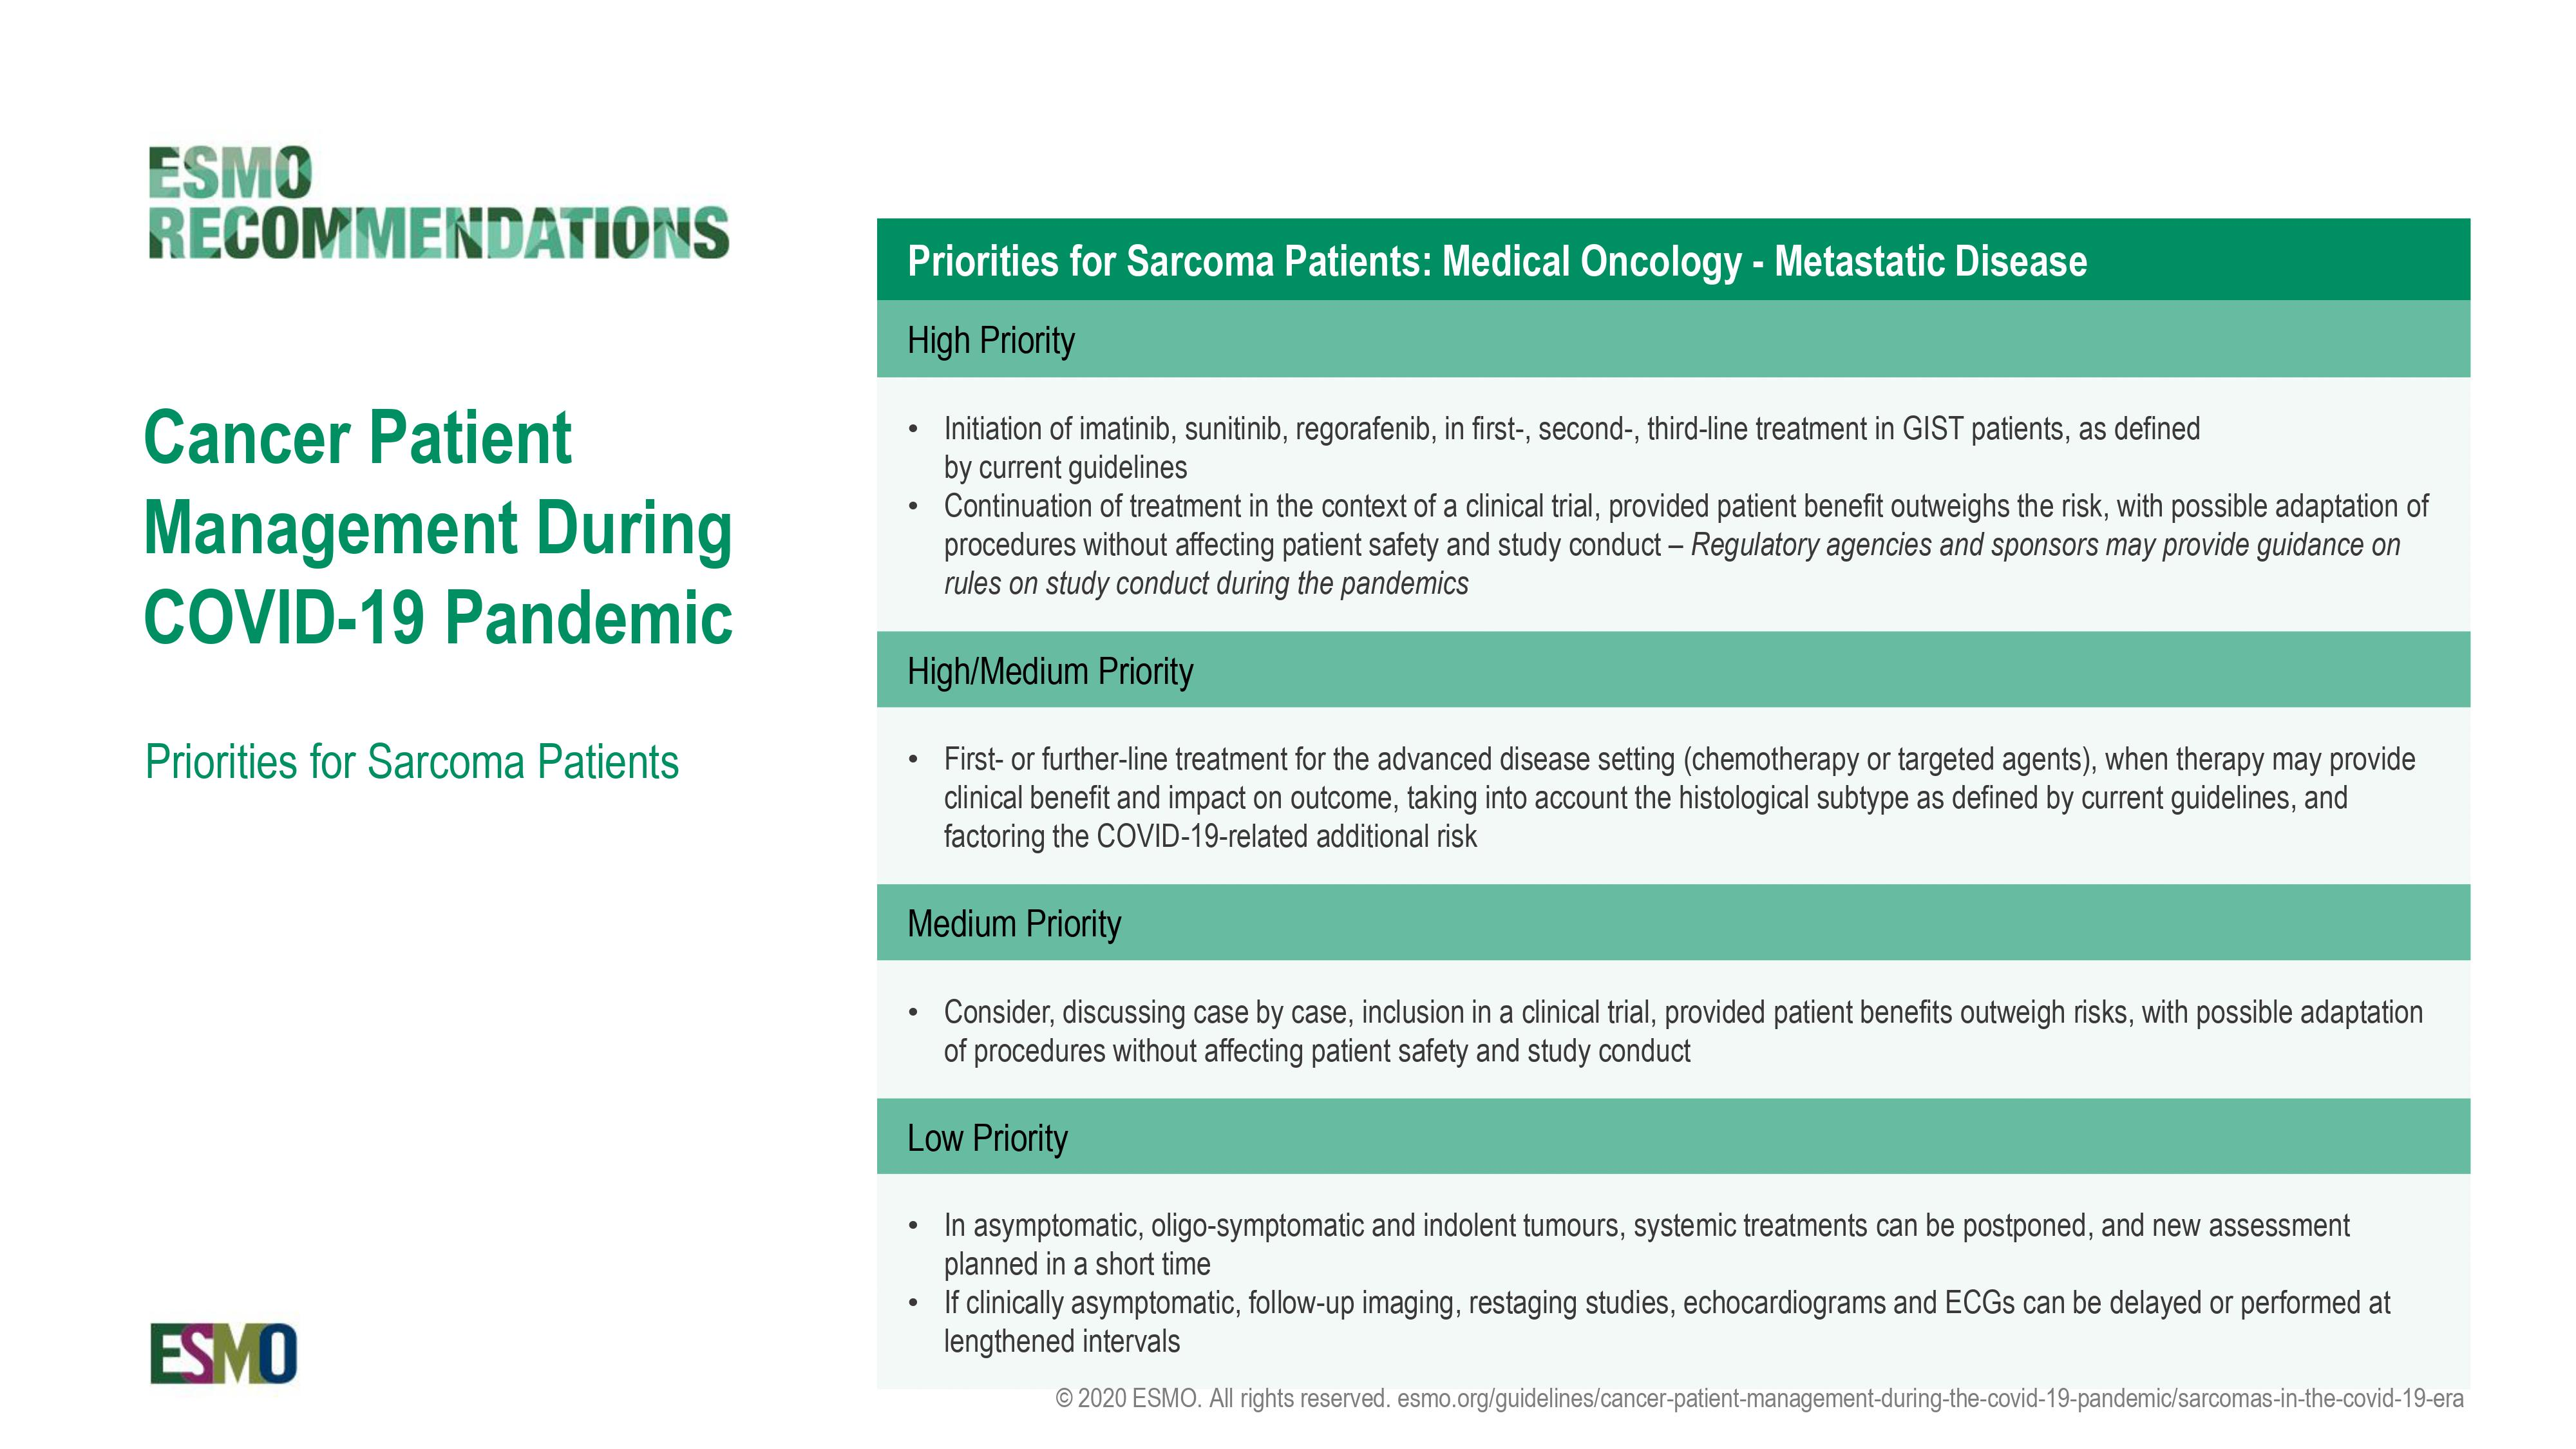 ESMO
RECOMMENDATIONS
Cancer Patient
Management During
COVID-19 Pandemic
Priorities for Sarcoma Patients
Priorities for Sarcoma Patients: Medical Oncology - Metastatic Disease
High Priority
• Initiation of imatinib, sunitinib, regorafenib, in first-, second-, third-line treatment in GIST patients, as defined
by current guidelines
• Continuation of treatment in the context of a clinical trial, provided patient benefit outweighs the risk, with possible adaptation of
procedures without affecting patient safety and study conduct – Regulatory agencies and sponsors may provide guidance on
rules on study conduct during the pandemics
High/Medium Priority
• First- or further-line treatment for the advanced disease setting (chemotherapy or targeted agents), when therapy may provide
clinical benefit and impact on outcome, taking into account the histological subtype as defined by current guidelines, and
factoring the COVID-19-related additional risk
Medium Priority
• Consider, discussing case by case, inclusion in a clinical trial, provided patient benefits outweigh risks, with possible adaptation
of procedures without affecting patient safety and study conduct
Low Priority
• In asymptomatic, oligo-symptomatic and indolent tumours, systemic treatments can be postponed, and new assessment
planned in a short time
• If clinically asymptomatic, follow-up imaging, restaging studies, echocardiograms and ECGs can be delayed or performed at
lengthened intervals
ESMO
© 2020 ESMO. All rights reserved. esmo.org/guidelines/cancer-patient-management-during-the-covid-19-pandemic/sarcomas-in-the-covid-19-era